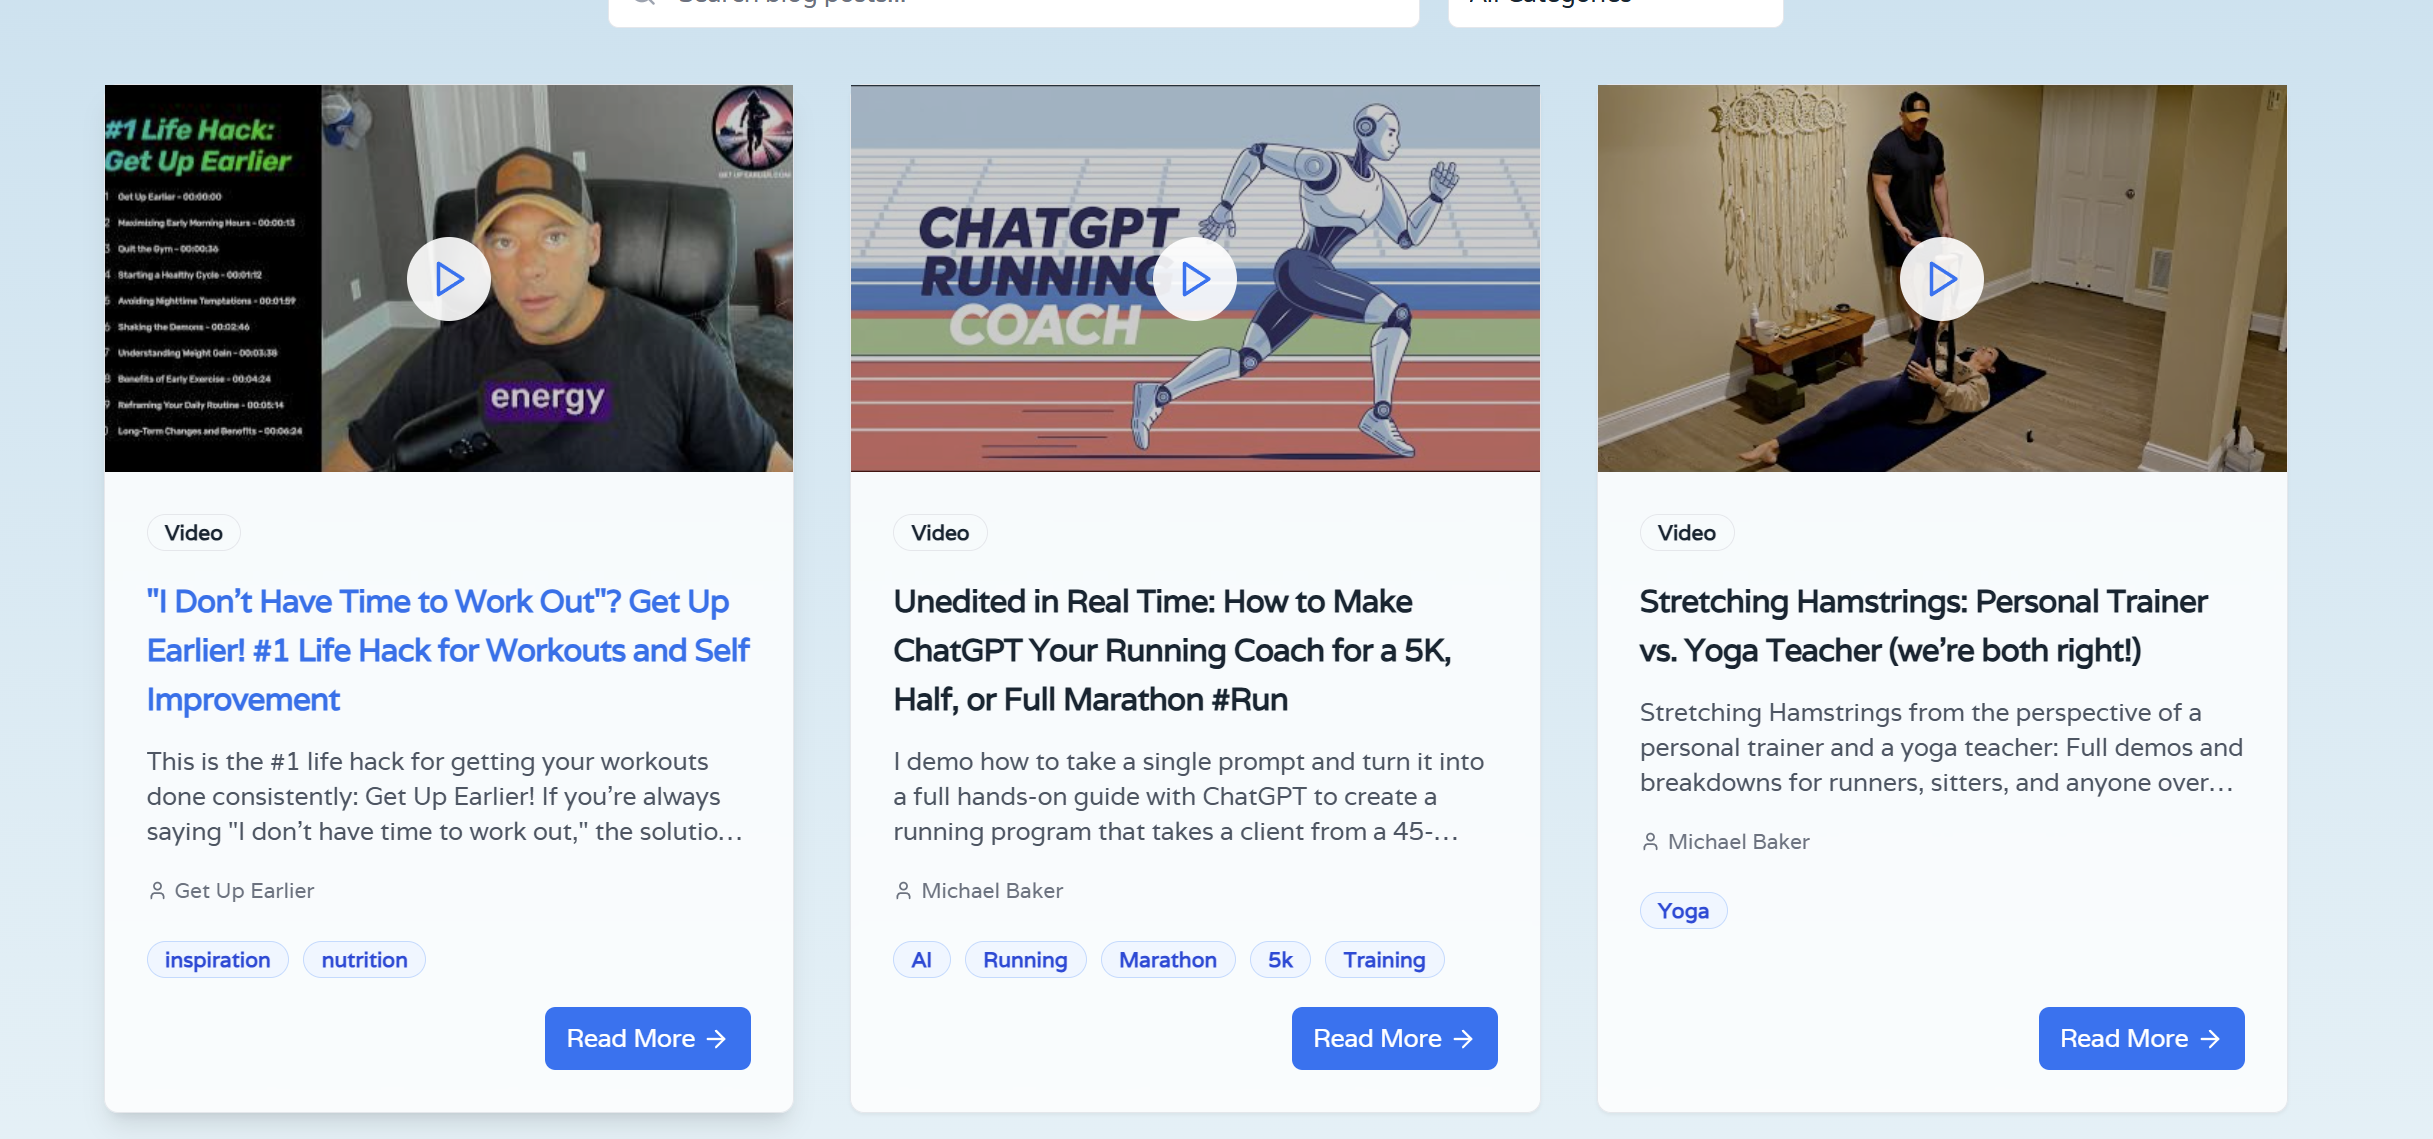 Search blog posts...
All Categories
#1 Life Hack:
Get Up Earlier
Get Up Earlier - 00:00:00
Maximizing Early Morning Hours - 00:00:13
Quit the Gym - 00:00:36
Starting a Healthy Cycle - 00:01:12
Avoiding Nighttime Temptations - 00:01:59
Shaking the Demons - 00:02:46
Understanding Weight Gain - 00:03:38
Benefits of Early Exercise - 00:04:24
Reframing Your Daily Routine - 00:05:14
Long-Term Changes and Benefits - 00:06:24
GETUPEARLIER.COM
energy
Video
"I Don't Have Time to Work Out"? Get Up
Earlier! #1 Life Hack for Workouts and Self
Improvement
This is the #1 life hack for getting your workouts
done consistently: Get Up Earlier! If you're always
saying "I don't have time to work out," the solutio...
Get Up Earlier
inspiration nutrition
Read More →
CHATGPT
RUNNING
COACH
Video
Unedited in Real Time: How to Make
ChatGPT Your Running Coach for a 5K,
Half, or Full Marathon #Run
I demo how to take a single prompt and turn it into
a full hands-on guide with ChatGPT to create a
running program that takes a client from a 45-...
Michael Baker
AI Running Marathon 5k Training
Read More →
Video
Stretching Hamstrings: Personal Trainer
vs. Yoga Teacher (we're both right!)
Stretching Hamstrings from the perspective of a
personal trainer and a yoga teacher: Full demos and
breakdowns for runners, sitters, and anyone over...
Michael Baker
Yoga
Read More →